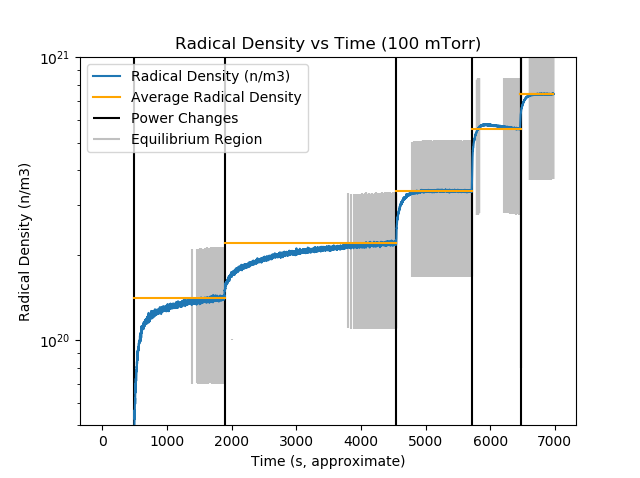 Radical Density vs Time (100 mTorr)
10^21
Radical Density (n/m3)
Average Radical Density
Power Changes
Equilibrium Region
Radical Density (n/m3)
10^20
0 1000 2000 3000 4000 5000 6000 7000
Time (s, approximate)